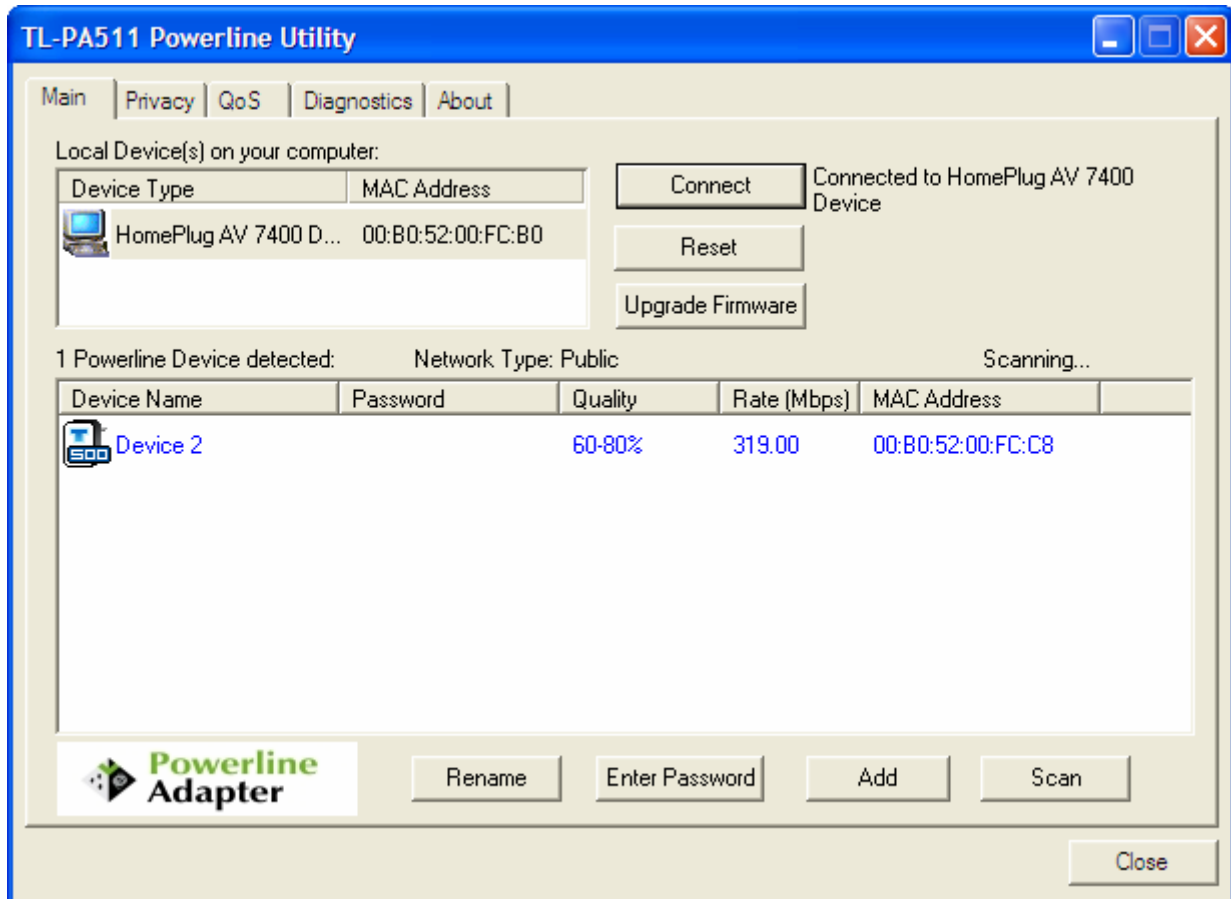 TL-PA511 Powerline Utility
Main Privacy QoS Diagnostics About
Local Device(s) on your computer:
Device Type MAC Address
HomePlug AV 7400 D... 00:B0:52:00:FC:B0
Connect
Connected to HomePlug AV 7400
Device
Reset
Upgrade Firmware
1 Powerline Device detected: Network Type: Public Scanning...
Device Name Password Quality Rate (Mbps) MAC Address
T
500
Device 2 60-80% 319.00 00:B0:52:00:FC:C8
Powerline
Adapter
Rename Enter Password Add Scan
Close